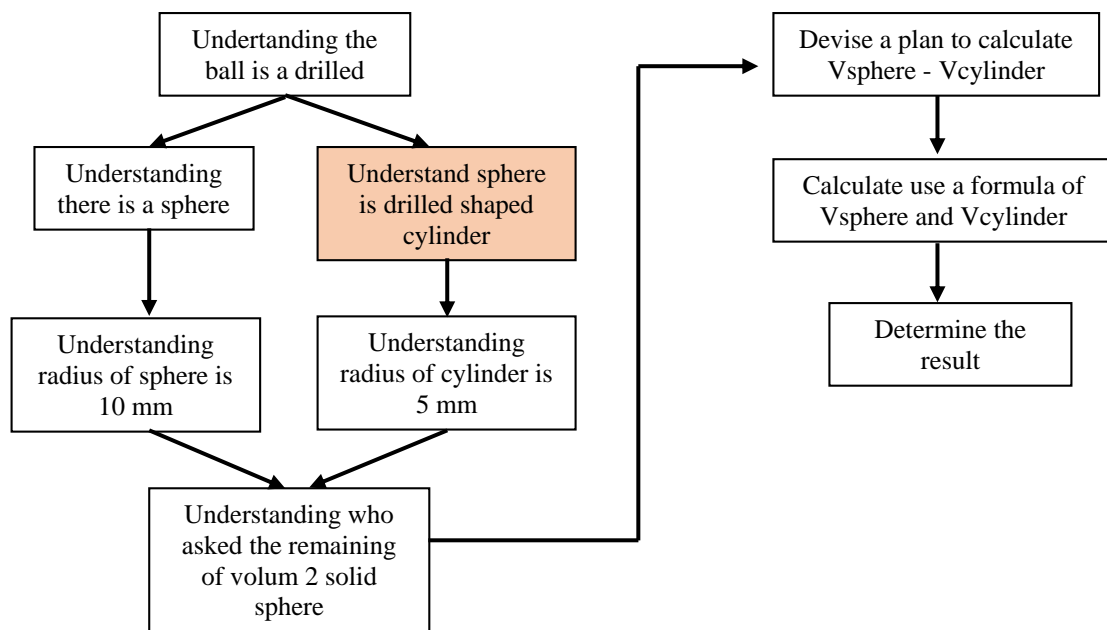 Undertanding the
ball is a drilled
Understanding
there is a sphere
Understand sphere
is drilled shaped
cylinder
Understanding
radius of sphere is
10 mm
Understanding
radius of cylinder is
5 mm
Understanding who
asked the remaining
of volum 2 solid
sphere
Devise a plan to calculate
Vsphere - Vcylinder
Calculate use a formula of
Vsphere and Vcylinder
Determine the
result